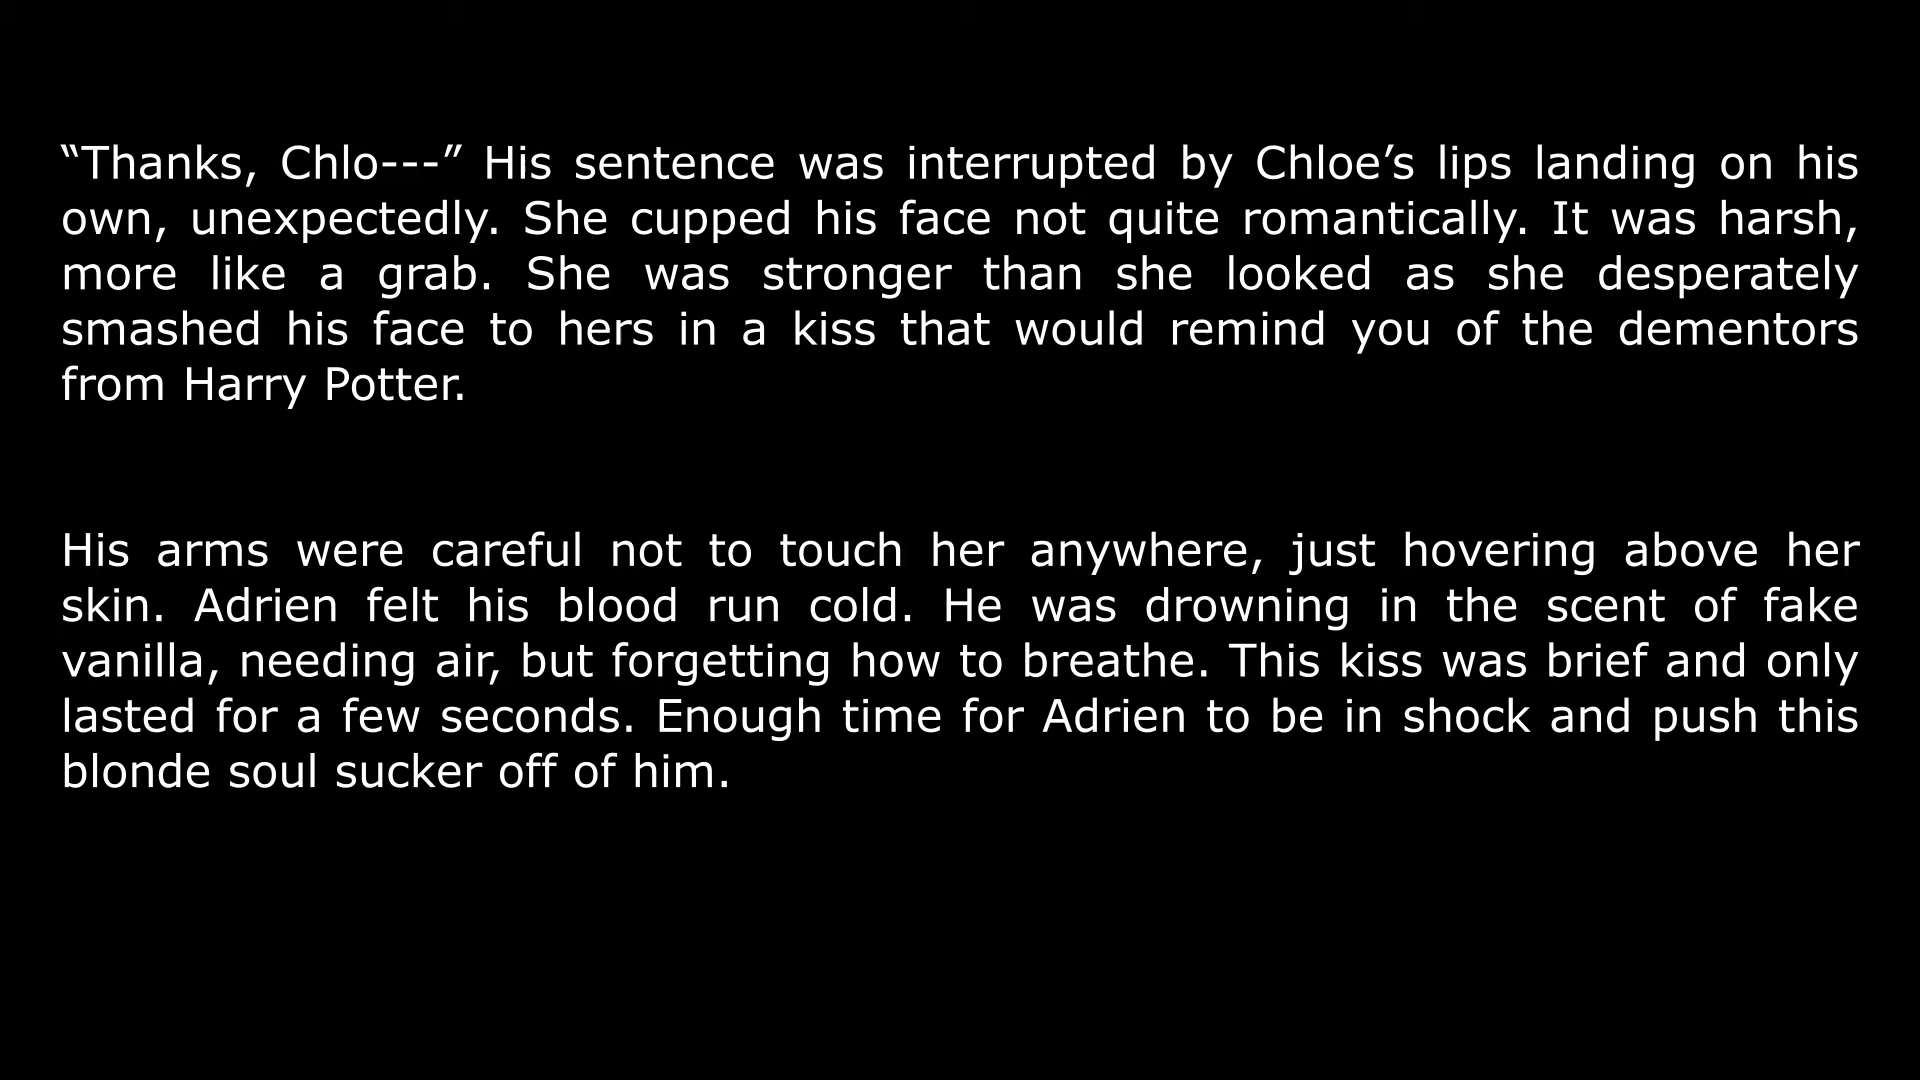 “Thanks, Chlo---” His sentence was interrupted by Chloe’s lips landing on his
own, unexpectedly. She cupped his face not quite romantically. It was harsh,
more like a grab. She was stronger than she looked as she desperately
smashed his face to hers in a kiss that would remind you of the dementors
from Harry Potter.
His arms were careful not to touch her anywhere, just hovering above her
skin. Adrien felt his blood run cold. He was drowning in the scent of fake
vanilla, needing air, but forgetting how to breathe. This kiss was brief and only
lasted for a few seconds. Enough time for Adrien to be in shock and push this
blonde soul sucker off of him.